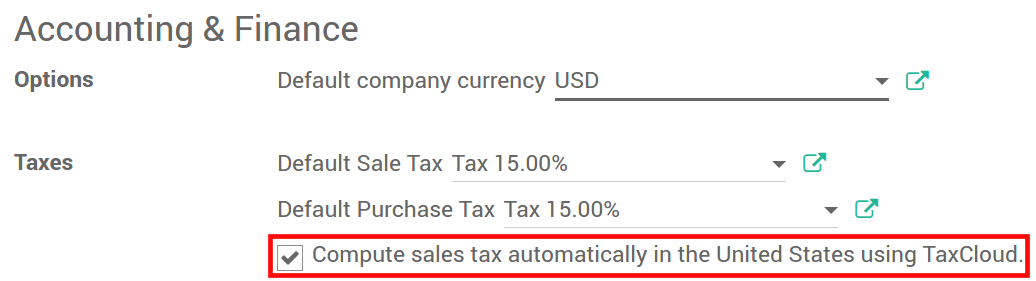 Accounting & Finance
Options Default company currency USD
Taxes Default Sale Tax Tax 15.00%
Default Purchase Tax Tax 15.00%
Compute sales tax automatically in the United States using TaxCloud.